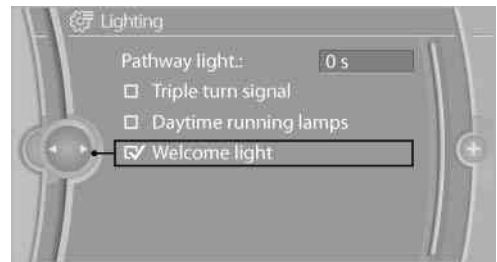 Lighting
Pathway light.: 0 s
Triple turn signal
Daytime running lamps
Welcome light